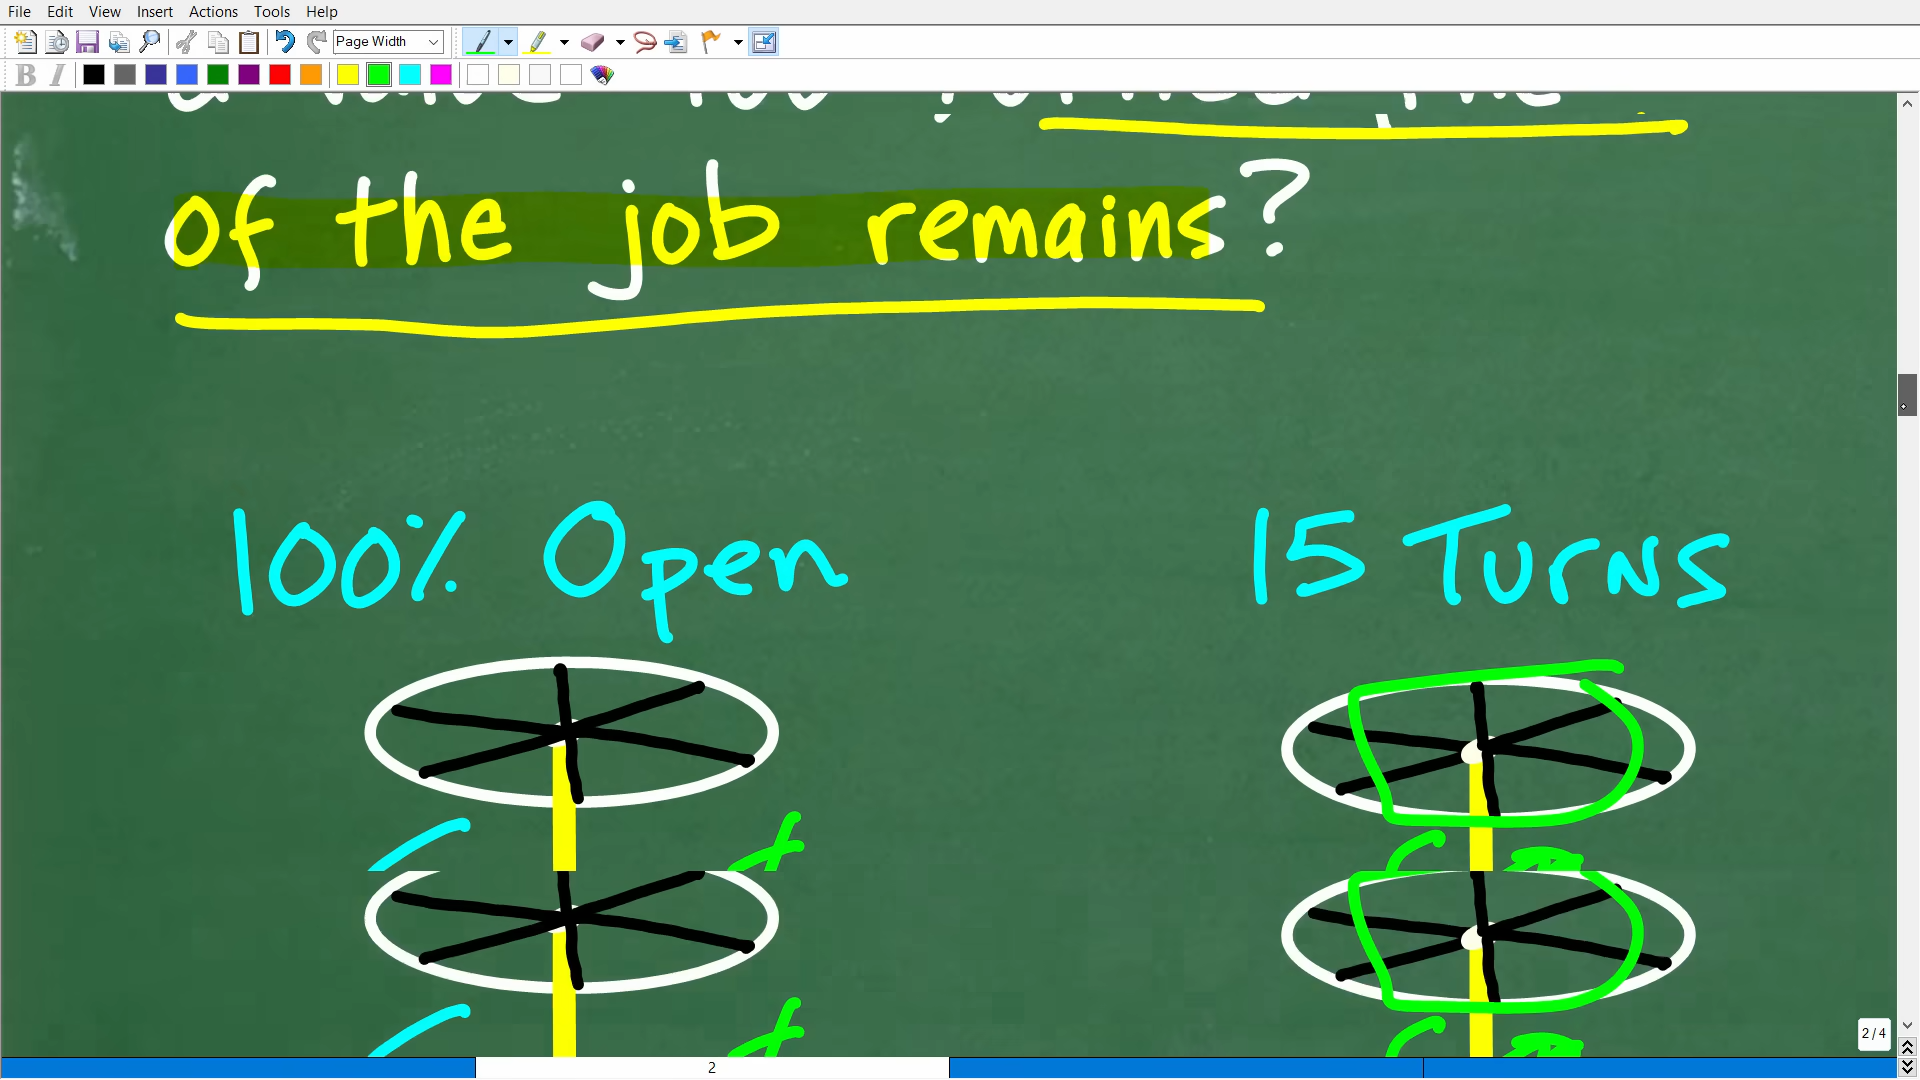 File Edit View Insert Actions Tools Help
Page Width
B I
of the job remains?
100% Open
15 Turns
2 / 4
2